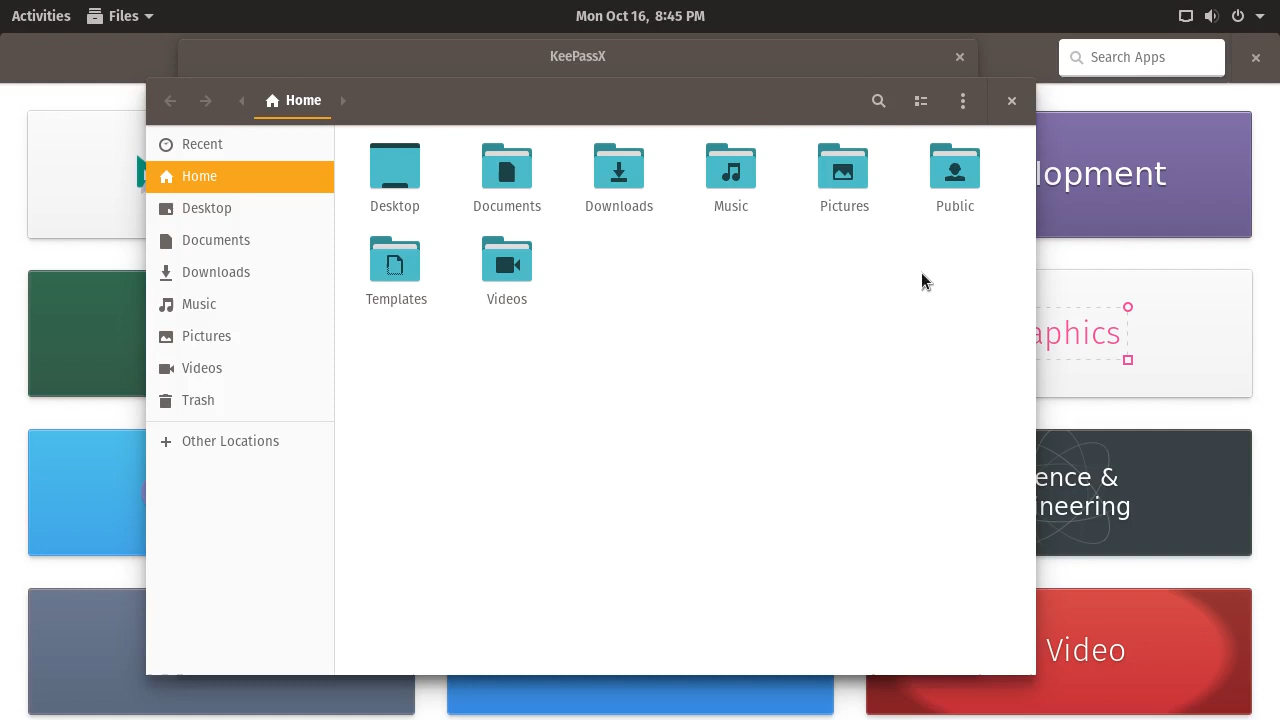 Activities
Files
Mon Oct 16, 8:45 PM
KeePassX
Search Apps
Home
Recent
Home
Desktop
Documents
Downloads
Music
Pictures
Videos
Trash
Other Locations
Desktop
Documents
Downloads
Music
Pictures
Public
Templates
Videos
lopment
aphics
ence &
ineering
Video